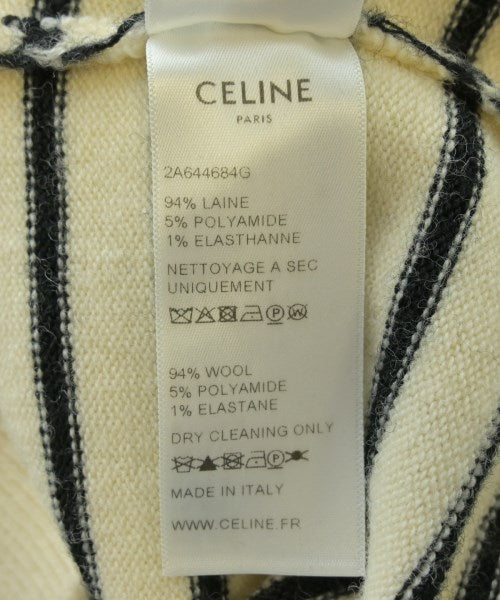 CELINE
PARIS
2A644684G
94% LAINE
5% POLYAMIDE
1% ELASTHANNE
NETTOYAGE A SEC
UNIQUEMENT
94% WOOL
5% POLYAMIDE
1% ELASTANE
DRY CLEANING ONLY
MADE IN ITALY
WWW.CELINE.FR